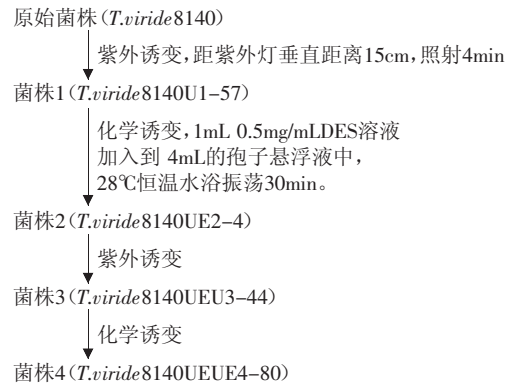 原始菌株(T.viride8140)
紫外诱变,距紫外灯垂直距离15cm,照射4min
菌株1(T.viride8140U1-57)
化学诱变,1mL 0.5mg/mLDES溶液
加入到 4mL的孢子悬浮液中,
28℃恒温水浴振荡30min。
菌株2(T.viride8140UE2-4)
紫外诱变
菌株3(T.viride8140UEU3-44)
化学诱变
菌株4(T.viride8140UEUE4-80)